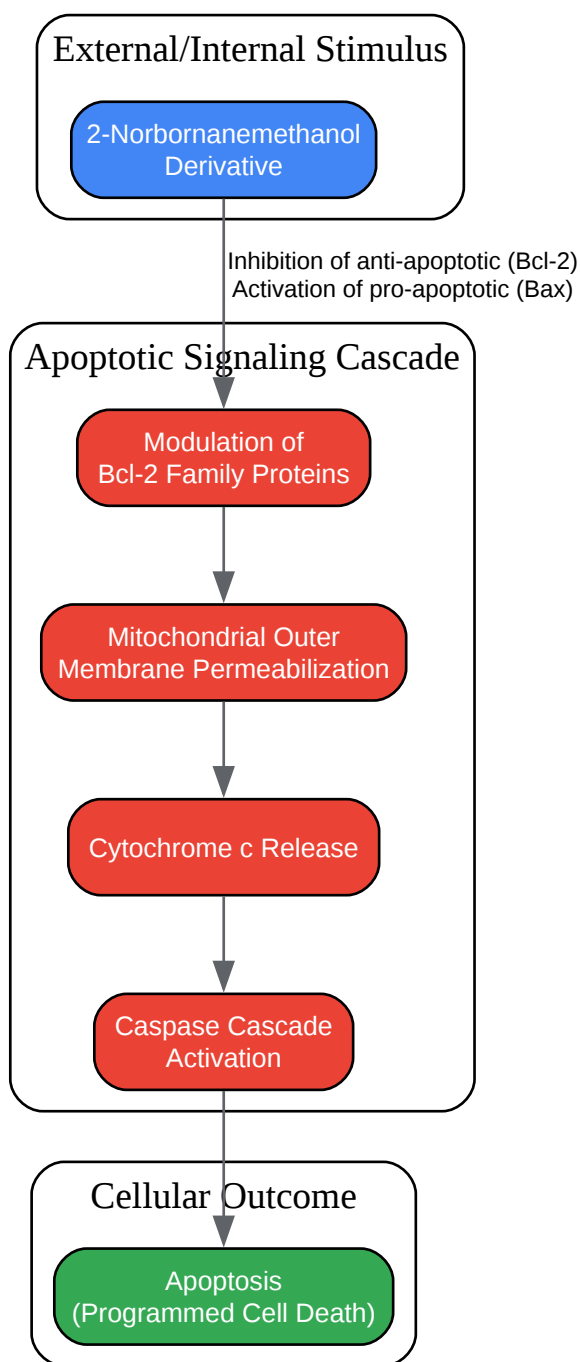 External/Internal Stimulus
2-Norbornanemethanol
Derivative
Inhibition of anti-apoptotic (Bcl-2)
Activation of pro-apoptotic (Bax)
Apoptotic Signaling Cascade
Modulation of
Bcl-2 Family Proteins
Mitochondrial Outer
Membrane Permeabilization
Cytochrome c Release
Caspase Cascade
Activation
Cellular Outcome
Apoptosis
(Programmed Cell Death)